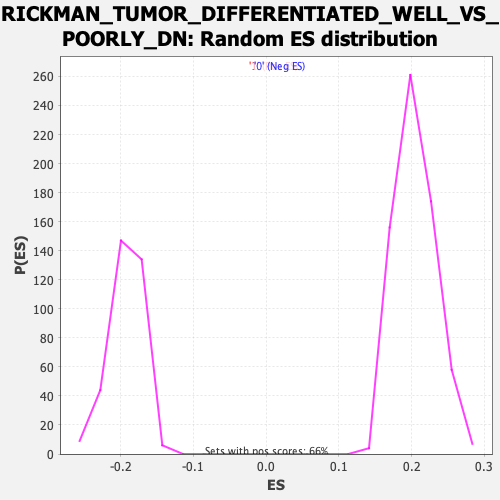 RICKMAN_TUMOR_DIFFERENTIATED_WELL_VS_
POORLY_DN: Random ES distribution
'0' (Neg ES)
260
240
220
200
180
160
140
120
100
80
60
40
20
0
P(ES)
Sets with pos scores: 66%
-0.2 -0.1 0.0 0.1 0.2 0.3
ES